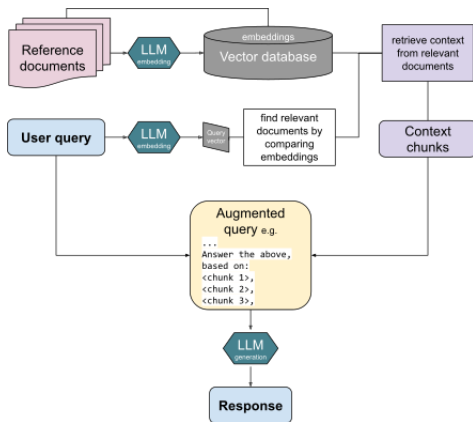 Reference
documents
LLM
embedding
embeddings
Vector database
retrieve context
from relevant
documents
User query
LLM
embedding
Query
vector
find relevant
documents by
comparing
embeddings
Context
chunks
Augmented
query e.g.
...
Answer the above,
based on:
<chunk 1>,
<chunk 2>,
<chunk 3>,
LLM
generation
Response